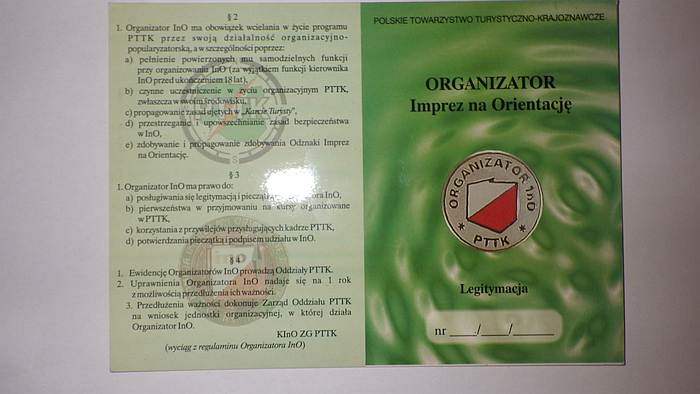 § 2
1. Organizator InO ma obowiązek wcielania w życie programu
PTTK przez swoją działalność organizacyjno-
popularyzatorską, a w szczególności poprzez:
a) pełnienie powierzonych mu samodzielnych funkcji
przy organizowaniu InO (za wyjątkiem funkcji kierownika
InO przed ukończeniem 18 lat),
b) czynne uczestniczenie w życiu organizacyjnym PTTK,
zwłaszcza w swoim środowisku,
c) propagowanie zasad ujętych w „Karcie Turysty",
d) przestrzeganie i upowszechnianie zasad bezpieczeństwa
w InO,
e) zdobywanie i propagowanie zdobywania Odznaki Imprez
na Orientację.
§ 3
1. Organizator InO ma prawo do:
a) posługiwania się legitymacją i pieczątką Organizatora InO,
b) pierwszeństwa w przyjmowaniu na kursy organizowane
w PTTK,
c) korzystania z przywilejów przysługujących kadrze PTTK,
d) potwierdzania pieczątką i podpisem udziału w InO.
§ 4
1. Ewidencję Organizatorów InO prowadzą Oddziały PTTK.
2. Uprawnienia Organizatora InO nadaje się na 1 rok
z możliwością przedłużenia ich ważności.
3. Przedłużenia ważności dokonuje Zarząd Oddziału PTTK
na wniosek jednostki organizacyjnej, w której działa
Organizator InO.
KInO ZG PTTK
(wyciąg z regulaminu Organizatora InO)
POLSKIE TOWARZYSTWO TURYSTYCZNO-KRAJOZNAWCZE
ORGANIZATOR
Imprez na Orientację
ORGANIZATOR InO
PTTK
Legitymacja
nr ____/____/______